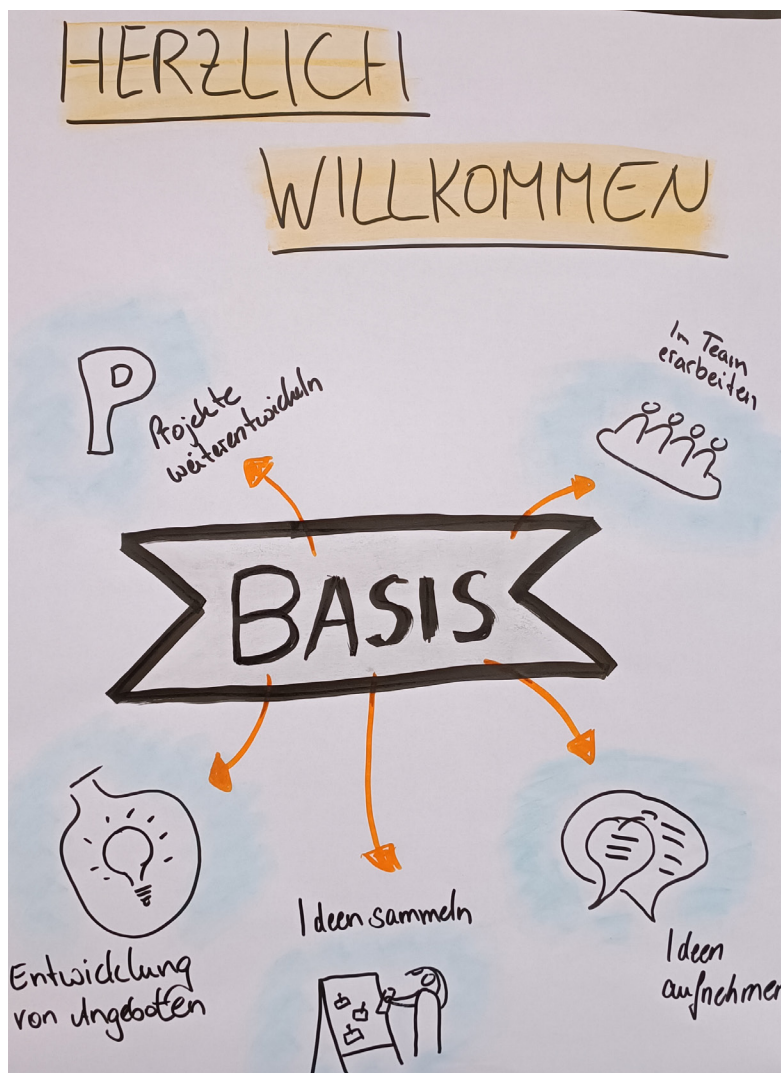 HERZLICH
WILLKOMMEN
P
Projekte
weiterentwickeln
Im Team
erarbeiten
BASIS
Entwicklung
von Angeboten
Ideen sammeln
Ideen
aufnehmen